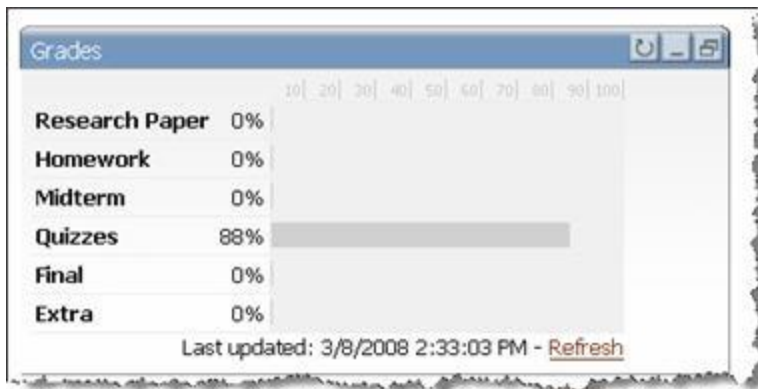 Grades
10| 20| 30| 40| 50| 60| 70| 80| 90| 100|
Research Paper 0%
Homework 0%
Midterm 0%
Quizzes 88%
Final 0%
Extra 0%
Last updated: 3/8/2008 2:33:03 PM - Refresh